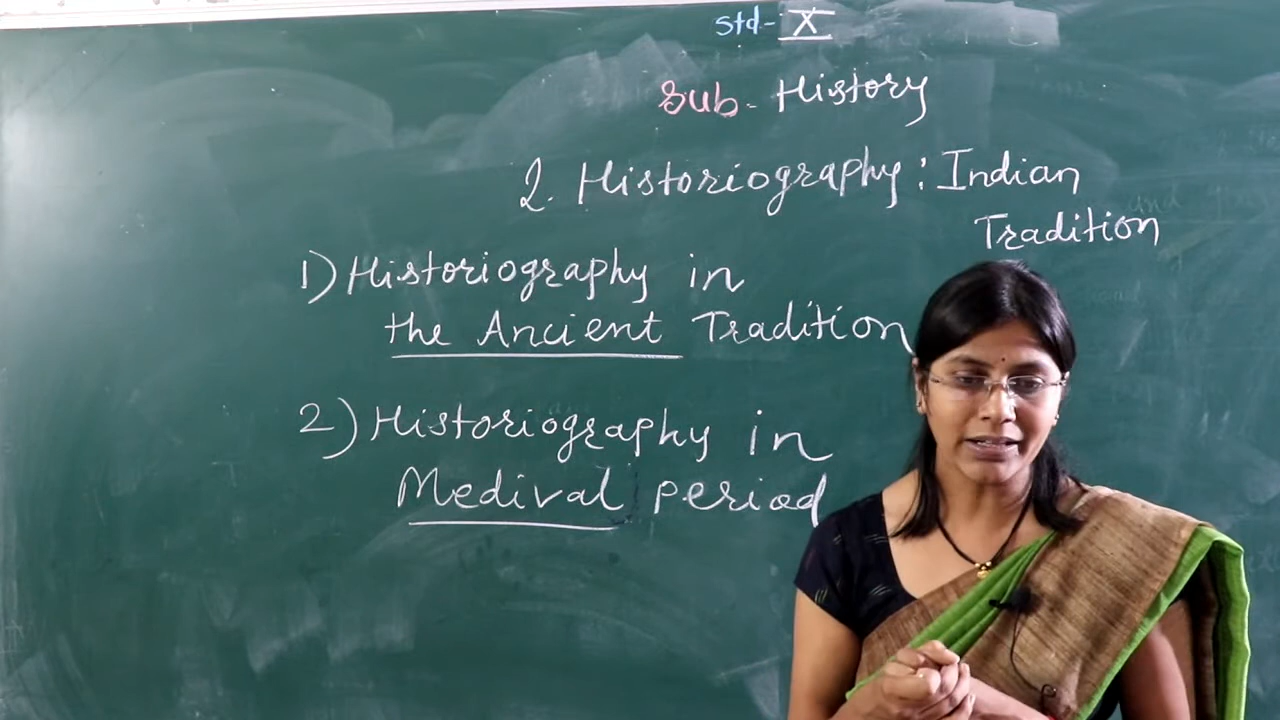 Std- X
Sub- History
2. Historiography : Indian
Tradition
1) Historiography in
the Ancient Tradition
2) Historiography in
Medival period